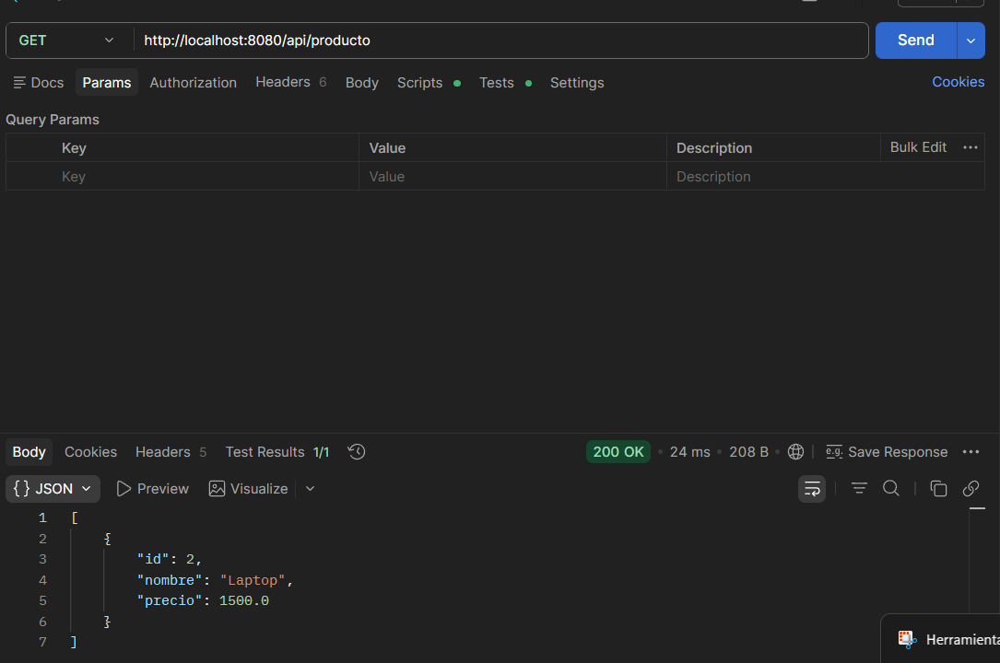 GET http://localhost:8080/api/producto Send
Docs Params Authorization Headers 6 Body Scripts Tests Settings Cookies
Query Params
Key Value Description Bulk Edit
Key Value Description
Body Cookies Headers 5 Test Results 1/1 200 OK 24 ms 208 B e.g. Save Response
{} JSON Preview Visualize
1 [
2 {
3 "id": 2,
4 "nombre": "Laptop",
5 "precio": 1500.0
6 }
7 ]
Herramienta